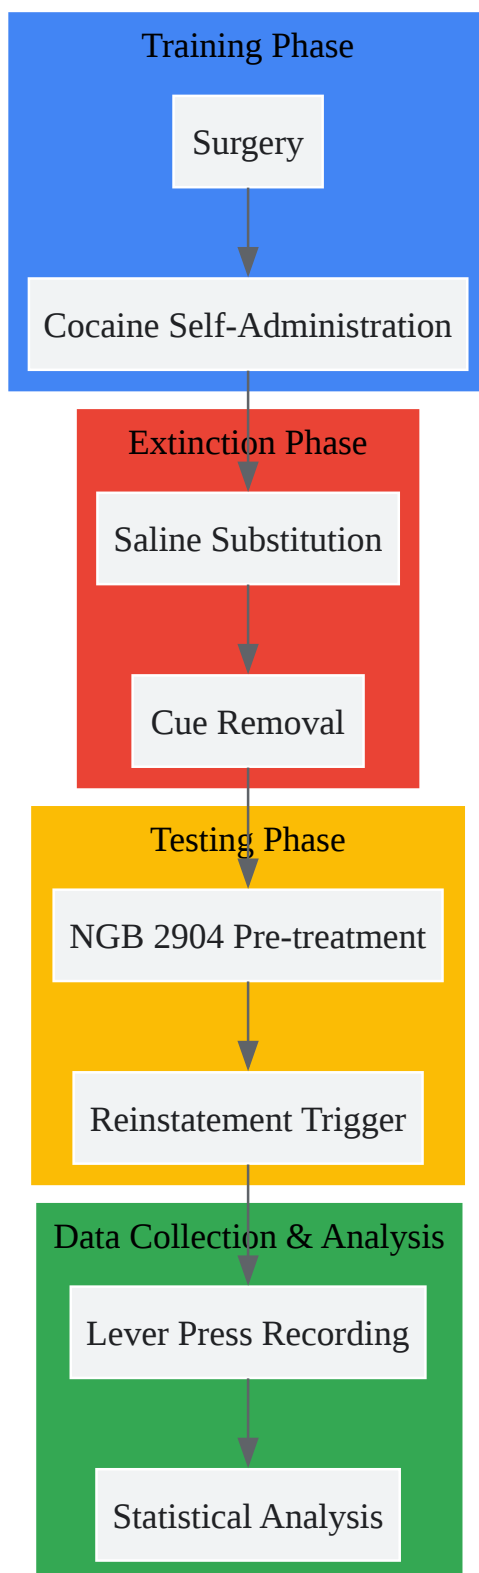 Training Phase
Surgery
Cocaine Self-Administration
Extinction Phase
Saline Substitution
Cue Removal
Testing Phase
NGB 2904 Pre-treatment
Reinstatement Trigger
Data Collection & Analysis
Lever Press Recording
Statistical Analysis